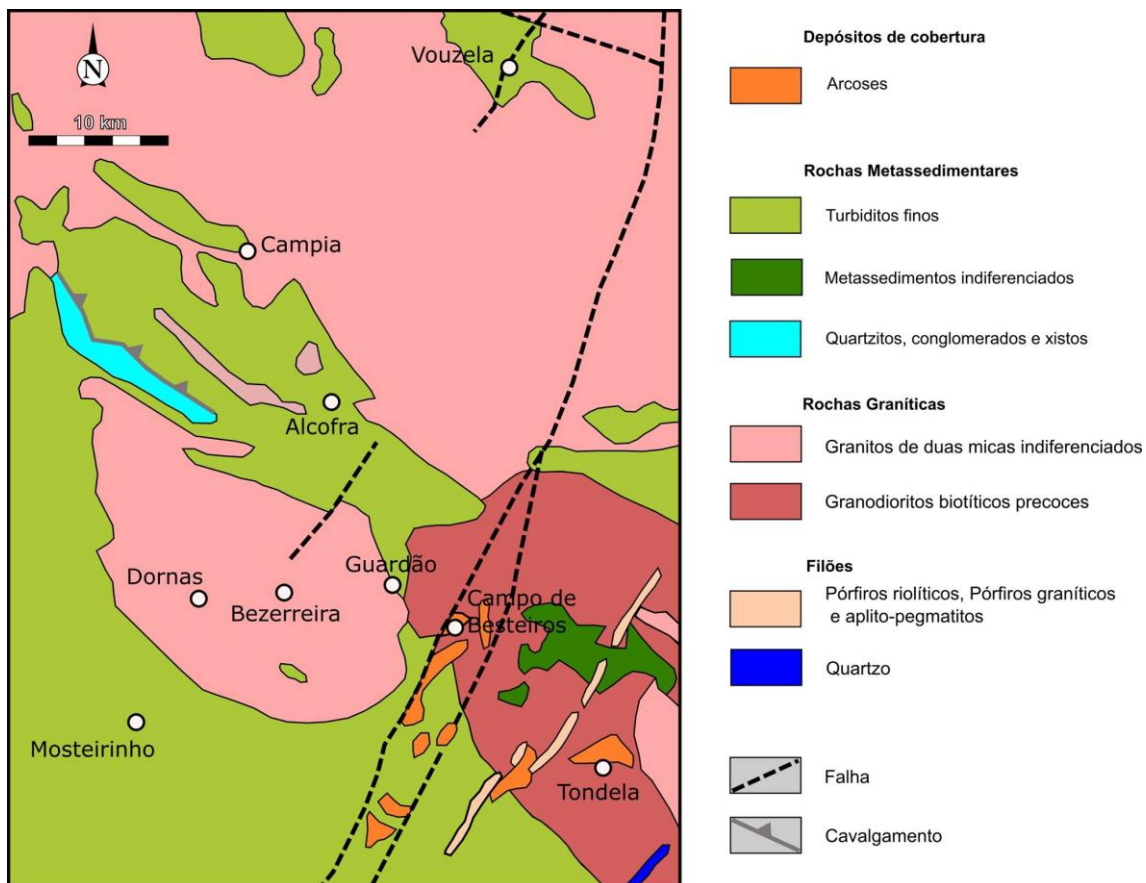 N
10 km
Vouzela
Campia
Alcofra
Dornas
Bezerreira
Guardão
Campo de
Besteiros
Mosteirinho
Tondela
Depósitos de cobertura
Arcoses
Rochas Metassedimentares
Turbiditos finos
Metassedimentos indiferenciados
Quartzitos, conglomerados e xistos
Rochas Graníticas
Granitos de duas micas indiferenciados
Granodioritos biotíticos precoces
Filões
Pórfiros riolíticos, Pórfiros graníticos
e aplito-pegmatitos
Quartzo
Falha
Cavalgamento